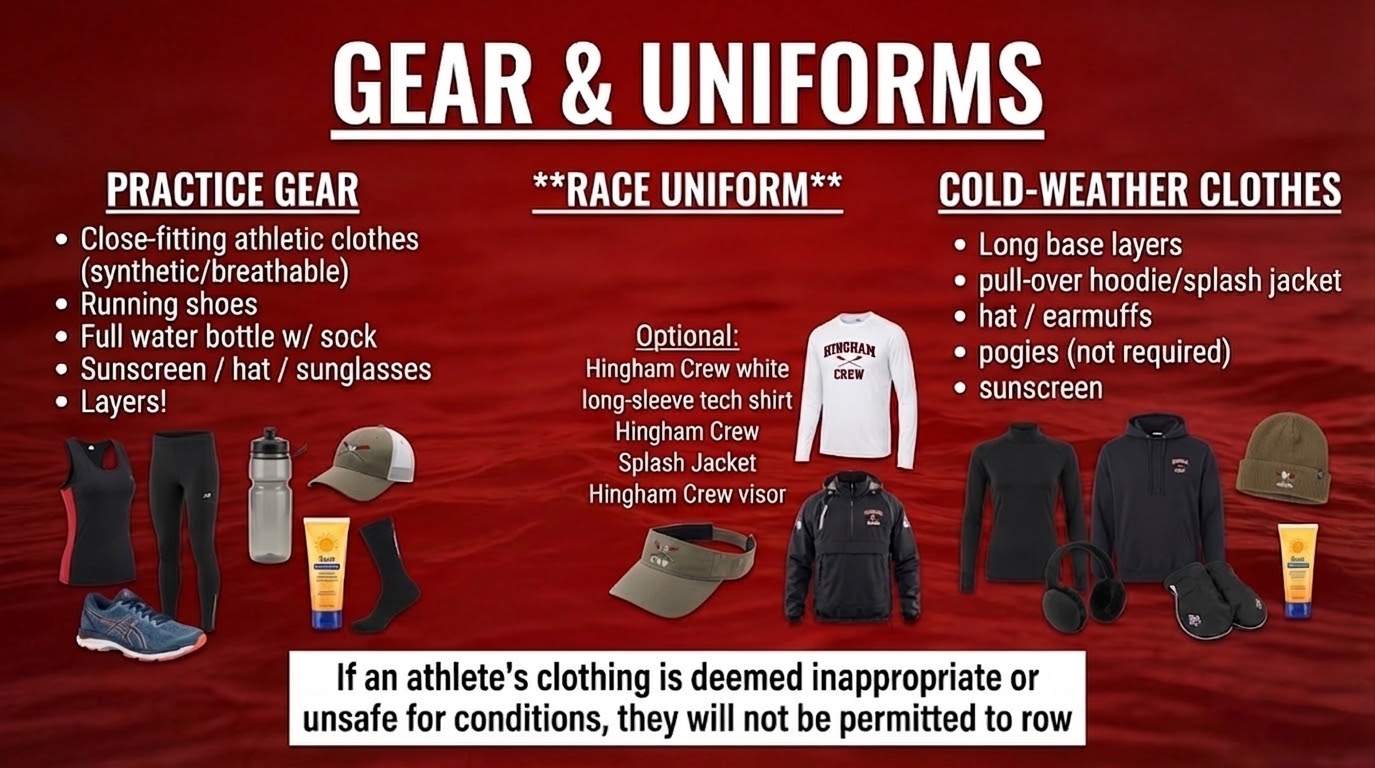 GEAR & UNIFORMS
PRACTICE GEAR
• Close-fitting athletic clothes
(synthetic/breathable)
• Running shoes
• Full water bottle w/ sock
• Sunscreen / hat / sunglasses
• Layers!
**RACE UNIFORM**
Optional:
Hingham Crew white
long-sleeve tech shirt
Hingham Crew
Splash Jacket
Hingham Crew visor
HINGHAM
CREW
COLD-WEATHER CLOTHES
• Long base layers
• pull-over hoodie/splash jacket
• hat / earmuffs
• pogies (not required)
• sunscreen
If an athlete's clothing is deemed inappropriate or
unsafe for conditions, they will not be permitted to row